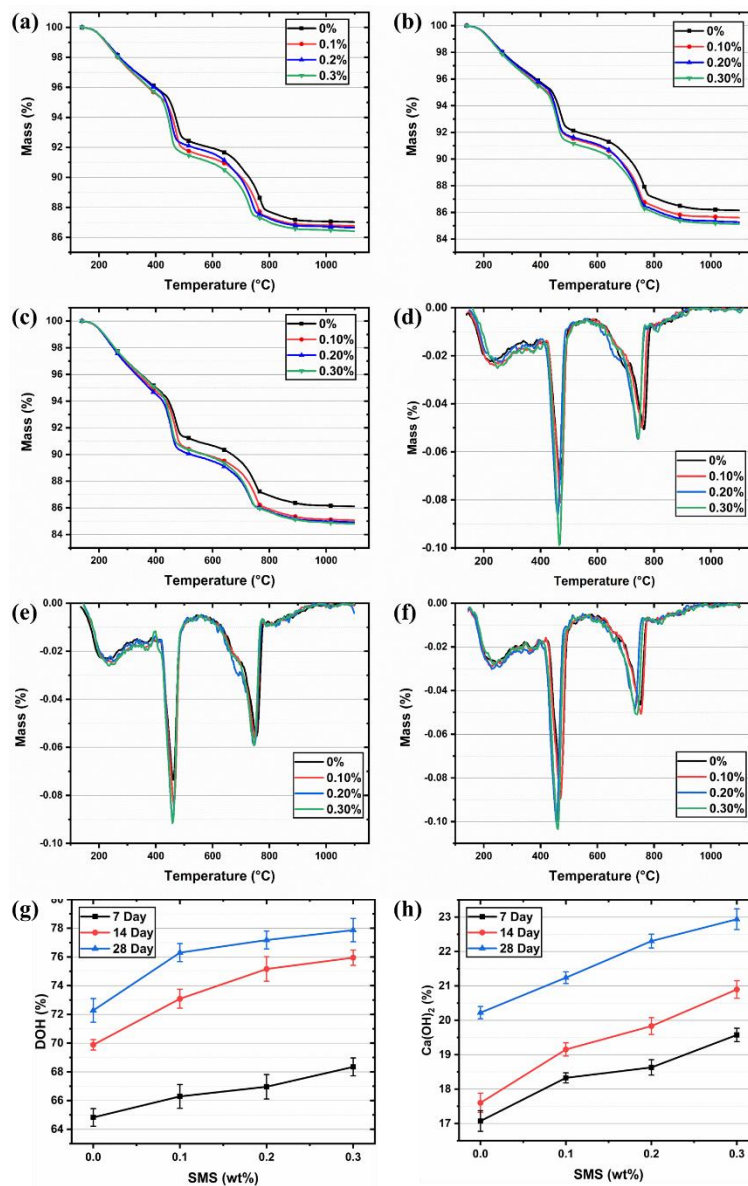 (a)
0%
0.1%
0.2%
0.3%
100
98
96
94
92
90
88
86
Mass (%)
200 400 600 800 1000
Temperature (°C)
(b)
0%
0.10%
0.20%
0.30%
100
98
96
94
92
90
88
86
84
Mass (%)
200 400 600 800 1000
Temperature (°C)
(c)
0%
0.10%
0.20%
0.30%
100
98
96
94
92
90
88
86
84
Mass (%)
200 400 600 800 1000
Temperature (°C)
(d)
0.00
-0.02
-0.04
-0.06
-0.08
-0.10
Mass (%)
0%
0.10%
0.20%
0.30%
200 400 600 800 1000
Temperature (°C)
(e)
0.00
-0.02
-0.04
-0.06
-0.08
-0.10
Mass (%)
0%
0.10%
0.20%
0.30%
200 400 600 800 1000
Temperature (°C)
(f)
0.00
-0.02
-0.04
-0.06
-0.08
-0.10
Mass (%)
0%
0.10%
0.20%
0.30%
200 400 600 800 1000
Temperature (°C)
(g)
7 Day
14 Day
28 Day
80
78
76
74
72
70
68
66
64
DOH (%)
0.0 0.1 0.2 0.3
SMS (wt%)
(h)
7 Day
14 Day
28 Day
23
22
21
20
19
18
17
Ca(OH)₂ (%)
0.0 0.1 0.2 0.3
SMS (wt%)